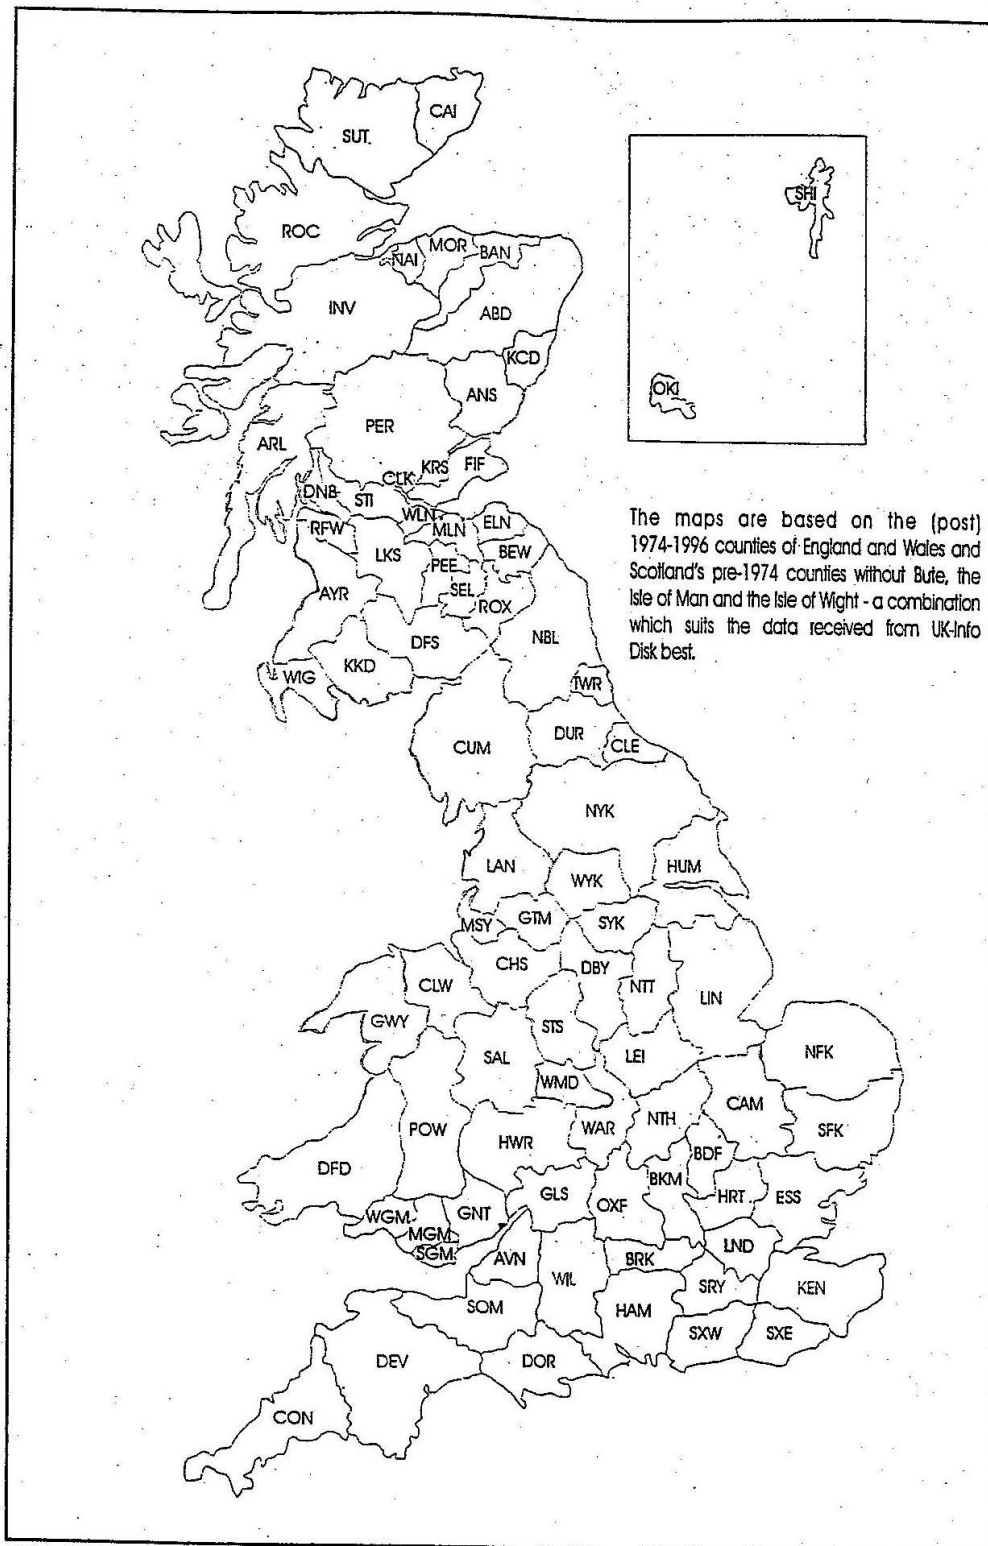 CAI
SUT.
SHI
ROC
MOR
BAN
NAI
INV
ABD
KCD
OKI
ANS
PER
ARL
KRS
FIF
CLK
DNB
STI
WLN
ELN
RFW
MLN
LKS
BEW
PEE
AYR
SEL
ROX
DFS
NBL
KKD
WIG
TWR
The maps are based on the (post)
1974-1996 counties of England and Wales and
Scotland's pre-1974 counties without Bute, the
Isle of Man and the Isle of Wight - a combination
which suits the data received from UK-Info
Disk best.
DUR
CUM
CLE
NYK
LAN
HUM
WYK
MSY
GTM
SYK
CHS
DBY
CLW
NTT
LIN
GWY
STS
SAL
LEI
NFK
WMD
CAM
NTH
POW
HWR
WAR
SFK
BDF
DFD
BKM
GLS
HRT
ESS
OXF
WGM
GNT
MGM
SGM
LND
AVN
BRK
WIL
SRY
KEN
SOM
HAM
SXW
SXE
DEV
DOR
CON